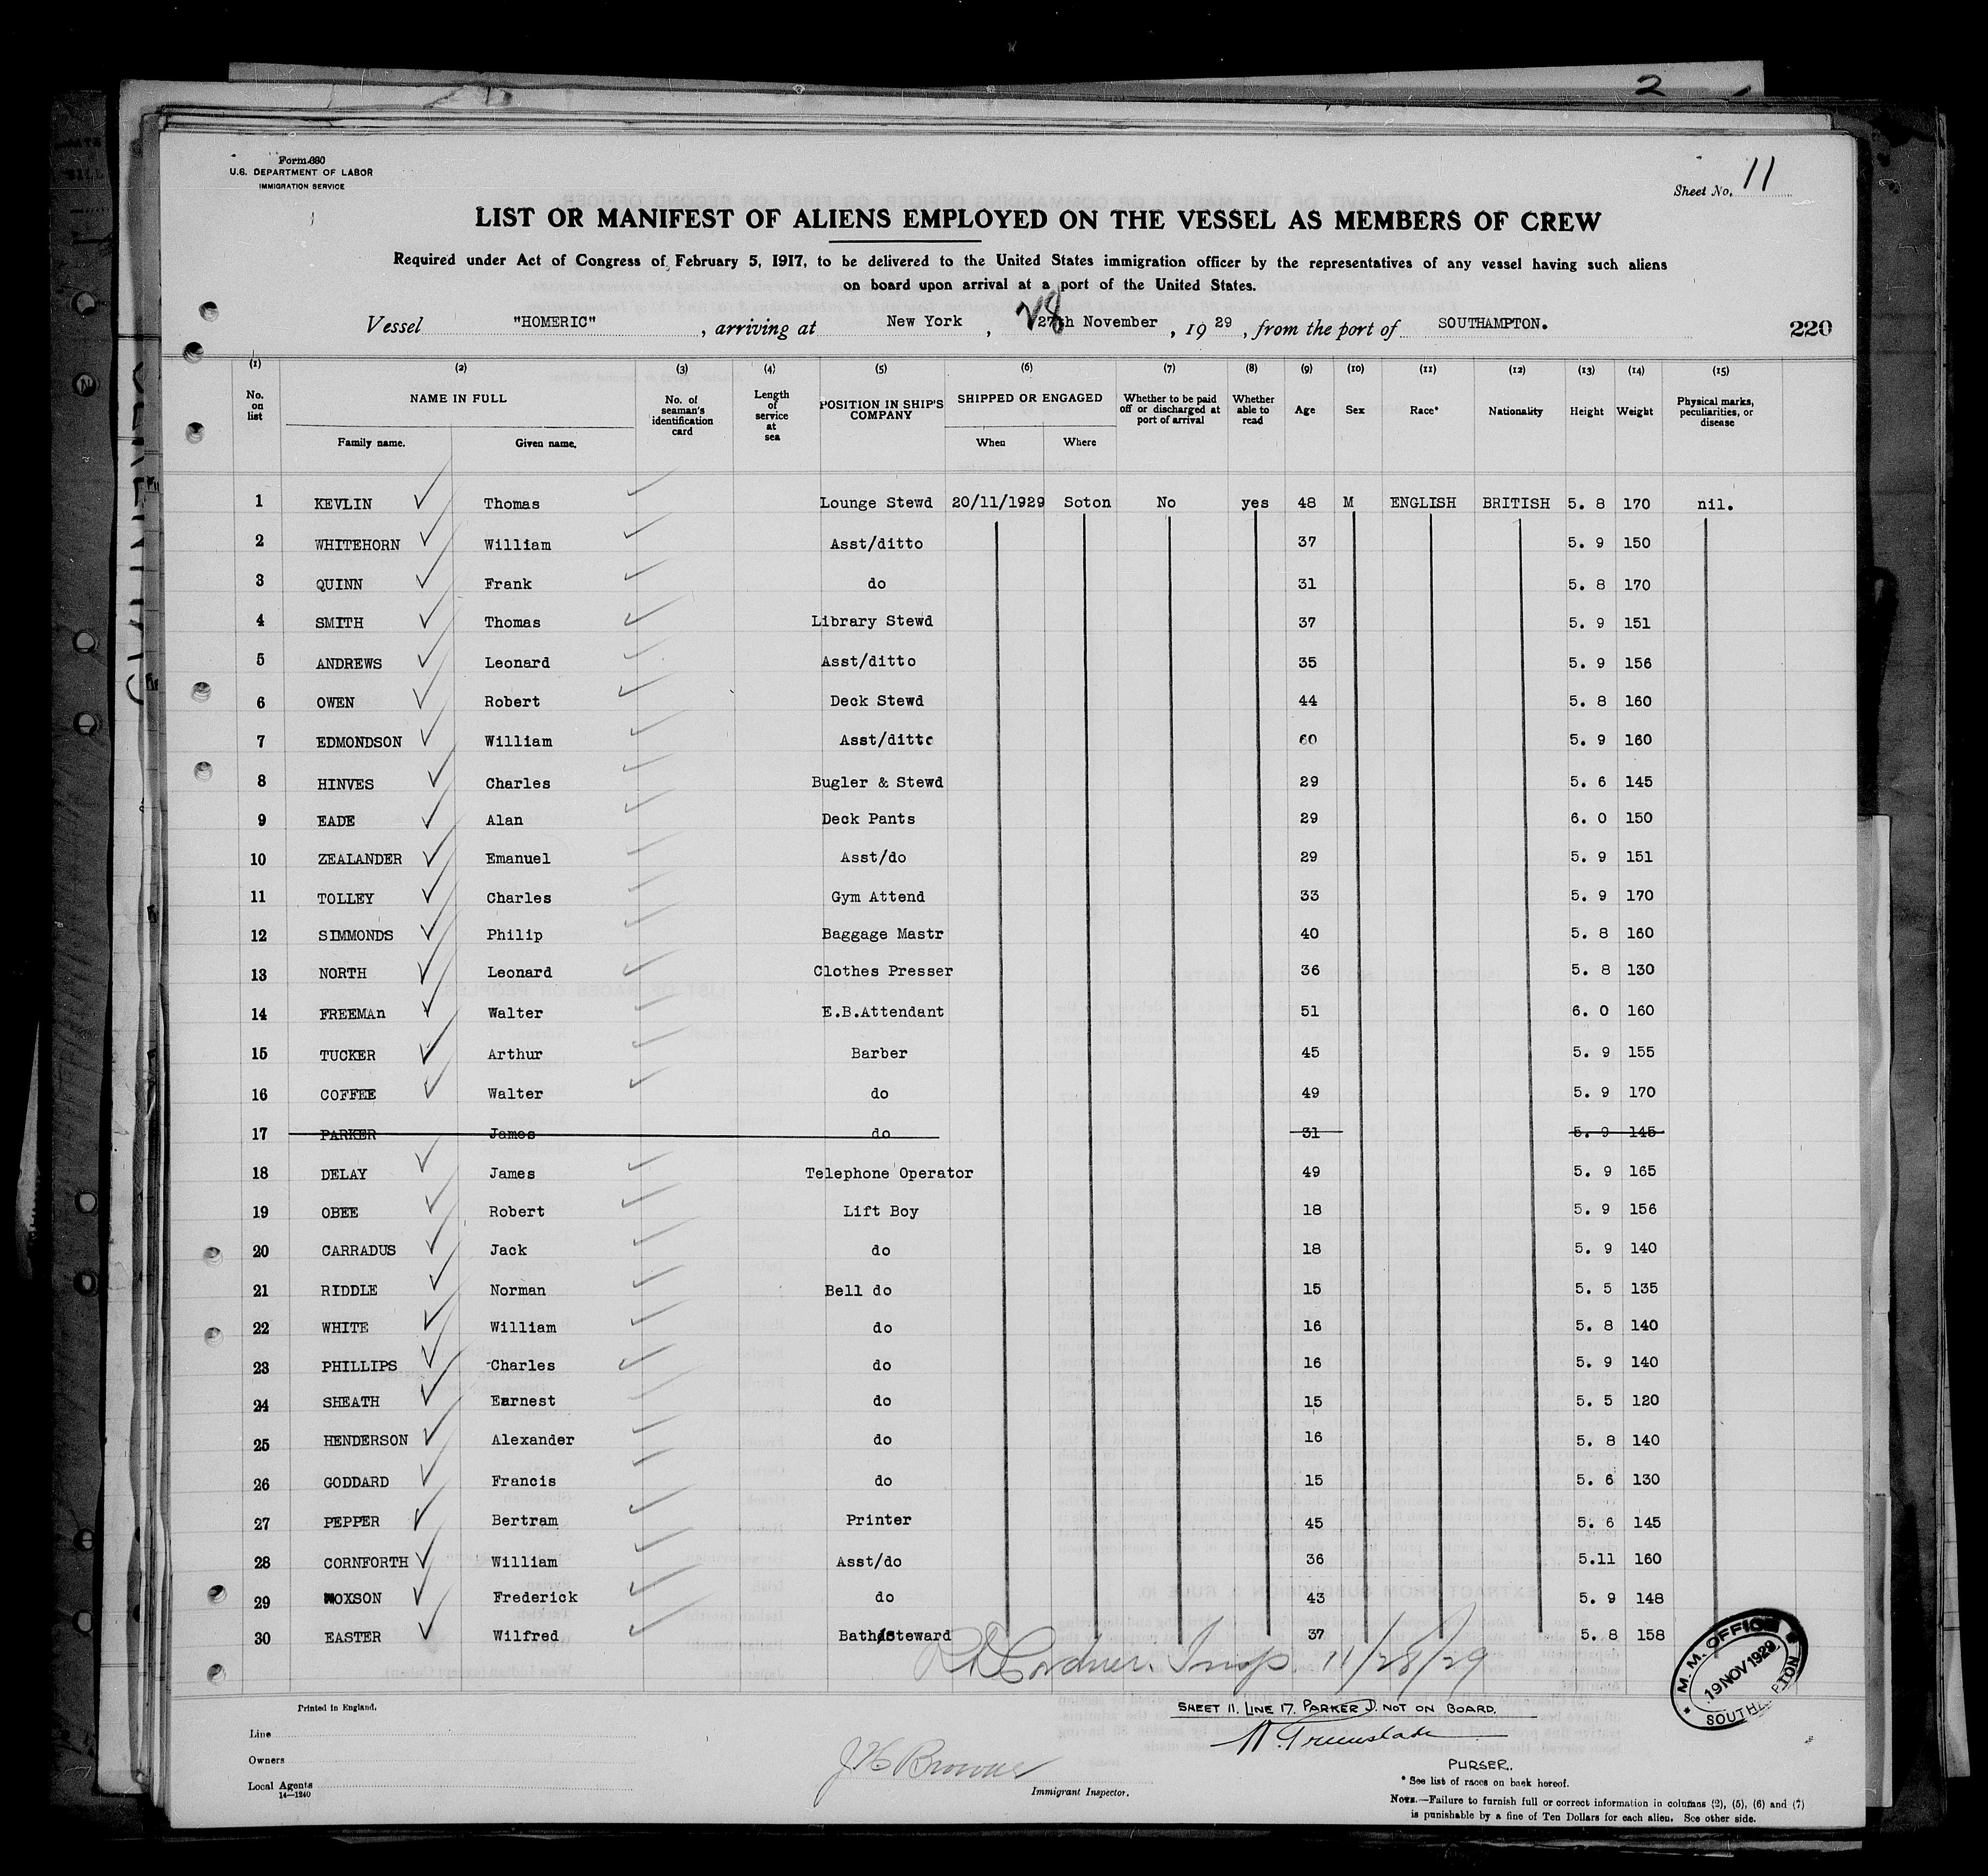 2
Form 680
U.S. DEPARTMENT OF LABOR
IMMIGRATION SERVICE
Sheet No. 11
LIST OR MANIFEST OF ALIENS EMPLOYED ON THE VESSEL AS MEMBERS OF CREW
Required under Act of Congress of February 5, 1917, to be delivered to the United States immigration officer by the representatives of any vessel having such aliens
on board upon arrival at a port of the United States.
Vessel "HOMERIC", arriving at New York, 28 27th November, 1929, from the port of SOUTHAMPTON.
220
(1) (2) (3) (4) (5) (6) (7) (8) (9) (10) (11) (12) (13) (14) (15)
No. on list NAME IN FULL No. of seaman's identification card Length of service at sea POSITION IN SHIP'S COMPANY SHIPPED OR ENGAGED Whether to be paid off or discharged at port of arrival Whether able to read Age Sex Race* Nationality Height Weight Physical marks, peculiarities, or disease
Family name. Given name. When Where
1 KEVLIN Thomas Lounge Stewd 20/11/1929 Soton No yes 48 M ENGLISH BRITISH 5. 8 170 nil.
2 WHITEHORN William Asst/ditto 37 5. 9 150
3 QUINN Frank do 31 5. 8 170
4 SMITH Thomas Library Stewd 37 5. 9 151
5 ANDREWS Leonard Asst/ditto 35 5. 9 156
6 OWEN Robert Deck Stewd 44 5. 8 160
7 EDMONDSON William Asst/ditto 60 5. 9 160
8 HINVES Charles Bugler & Stewd 29 5. 6 145
9 EADE Alan Deck Pants 29 6. 0 150
10 ZEALANDER Emanuel Asst/do 29 5. 9 151
11 TOLLEY Charles Gym Attend 33 5. 9 170
12 SIMMONDS Philip Baggage Mastr 40 5. 8 160
13 NORTH Leonard Clothes Presser 36 5. 8 130
14 FREEMAn Walter E.B.Attendant 51 6. 0 160
15 TUCKER Arthur Barber 45 5. 9 155
16 COFFEE Walter do 49 5. 9 170
17 PARKER James do 31 5. 9 145
18 DELAY James Telephone Operator 49 5. 9 165
19 OBEE Robert Lift Boy 18 5. 9 156
20 CARRADUS Jack do 18 5. 9 140
21 RIDDLE Norman Bell do 15 5. 5 135
22 WHITE William do 16 5. 8 140
23 PHILLIPS Charles do 16 5. 9 140
24 SHEATH Earnest do 15 5. 5 120
25 HENDERSON Alexander do 16 5. 8 140
26 GODDARD Francis do 15 5. 6 130
27 PEPPER Bertram Printer 45 5. 6 145
28 CORNFORTH William Asst/do 36 5.11 160
29 WOXSON Frederick do 43 5. 9 148
30 EASTER Wilfred Bath steward 37 5. 8 158
Gordner. Insp. 11/28/29
M. M. OFFICE
19 NOV 1929
SOUTHAMPTON
Printed in England.
SHEET 11. LINE 17. PARKER J. NOT ON BOARD.
Line
Owners
PURSER.
Local Agents
14—1240
Immigrant Inspector.
* See list of races on back hereof.
NOTE.—Failure to furnish full or correct information in columns (2), (5), (6) and (7)
is punishable by a fine of Ten Dollars for each alien. See other side.